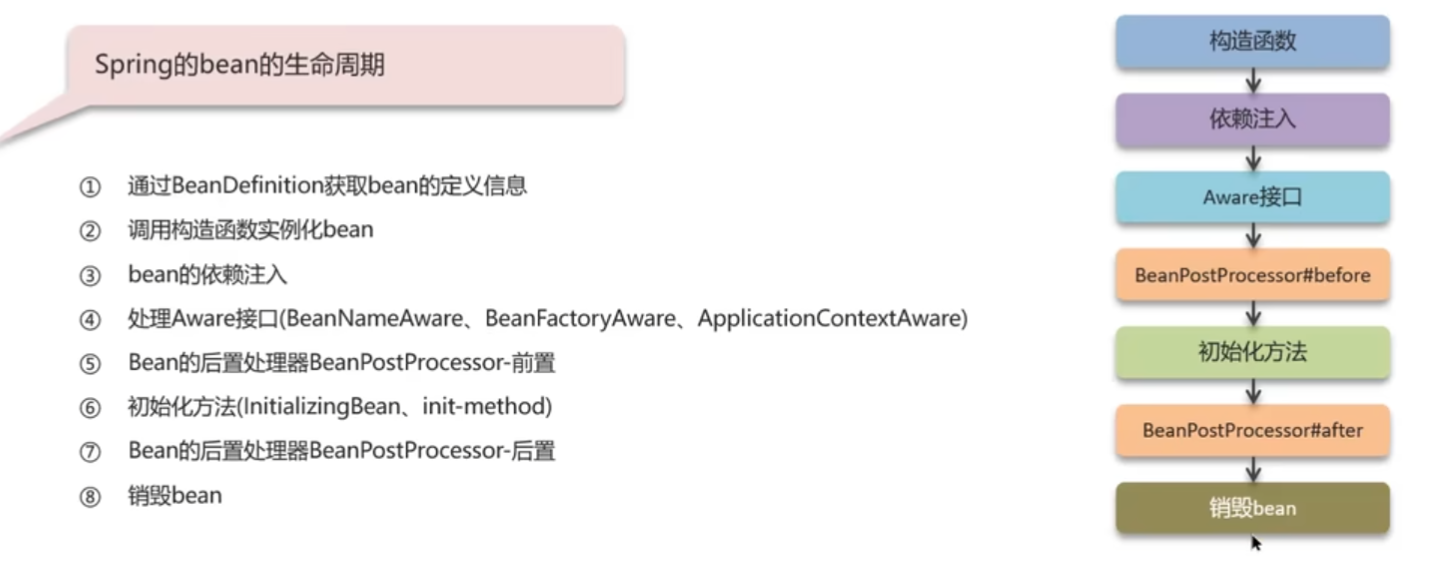 Spring的bean的生命周期
① 通过BeanDefinition获取bean的定义信息
② 调用构造函数实例化bean
③ bean的依赖注入
④ 处理Aware接口(BeanNameAware、BeanFactoryAware、ApplicationContextAware)
⑤ Bean的后置处理器BeanPostProcessor-前置
⑥ 初始化方法(InitializingBean、init-method)
⑦ Bean的后置处理器BeanPostProcessor-后置
⑧ 销毁bean
构造函数
依赖注入
Aware接口
BeanPostProcessor#before
初始化方法
BeanPostProcessor#after
销毁bean